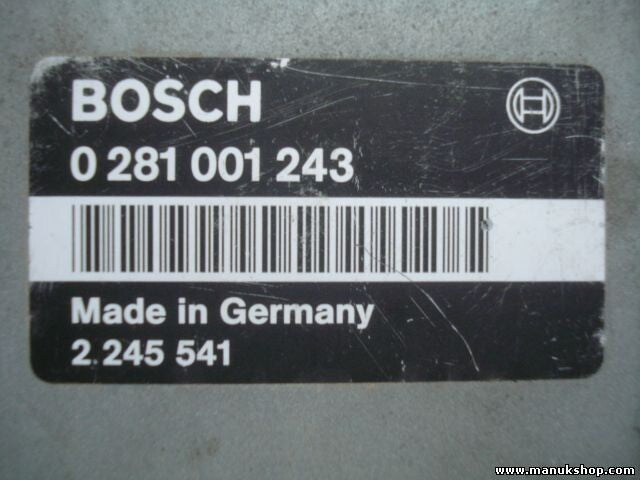 BOSCH
0 281 001 243
Made in Germany
2 245 541
www.manukshop.com